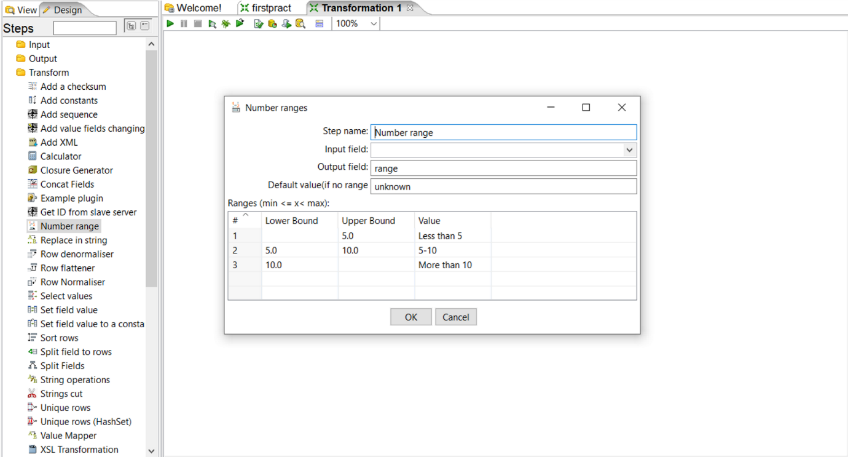 View Design Welcome! firstpract Transformation 1
Steps 100%
Input
Output
Transform
Add a checksum
Add constants
Add sequence
Add value fields changing
Add XML
Calculator
Closure Generator
Concat Fields
Example plugin
Get ID from slave server
Number range
Replace in string
Row denormaliser
Row flattener
Row Normaliser
Select values
Set field value
Set field value to a consta
Sort rows
Split field to rows
Split Fields
String operations
Strings cut
Unique rows
Unique rows (HashSet)
Value Mapper
XSL Transformation
Number ranges
Step name: Number range
Input field:
Output field: range
Default value(if no range unknown
Ranges (min <= x< max):
# Lower Bound Upper Bound Value
1 5.0 Less than 5
2 5.0 10.0 5-10
3 10.0 More than 10
OK Cancel